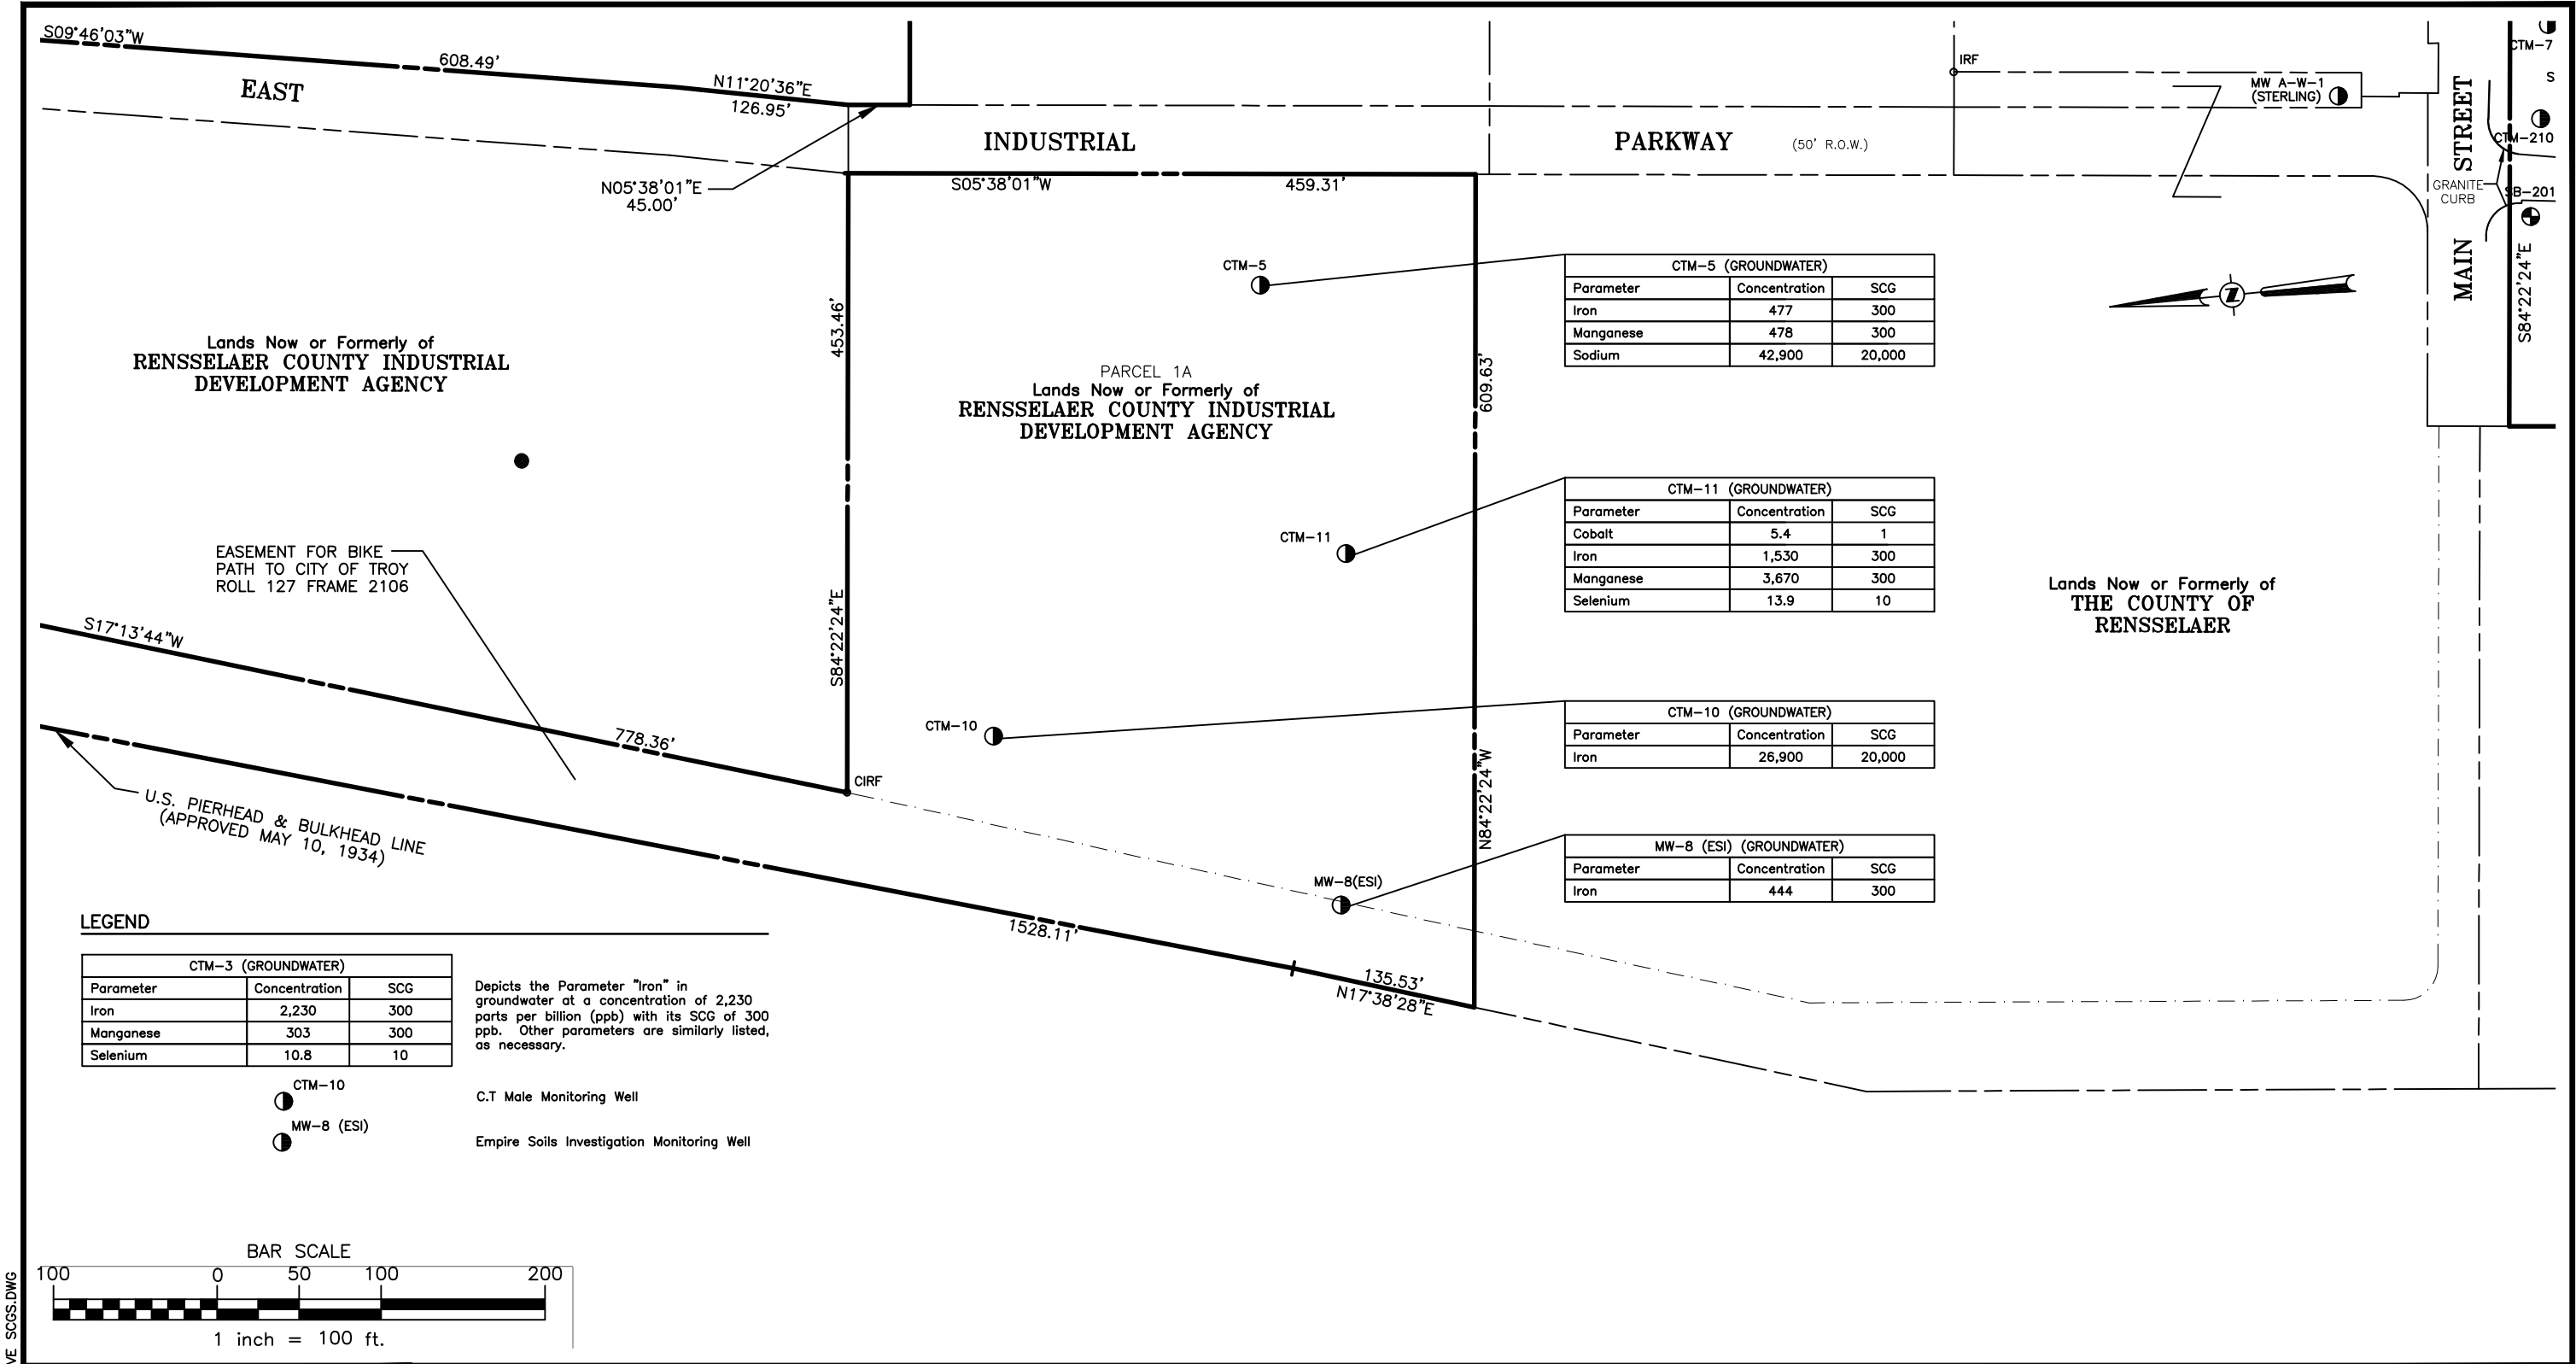 S09°46'03"W
608.49'
N11°20'36"E
126.95'
EAST
INDUSTRIAL
PARKWAY
(50' R.O.W.)
IRF
MW A-W-1
(STERLING)
MAIN STREET
CTM-7
S
CTM-210
GRANITE
CURB
SB-201
S84°22'24"E
N05°38'01"E
45.00'
S05°38'01"W
459.31'
453.46'
S84°22'24"E
609.63'
N84°22'24"W
Lands Now or Formerly of
RENSSELAER COUNTY INDUSTRIAL
DEVELOPMENT AGENCY
PARCEL 1A
Lands Now or Formerly of
RENSSELAER COUNTY INDUSTRIAL
DEVELOPMENT AGENCY
Lands Now or Formerly of
THE COUNTY OF
RENSSELAER
Z
CTM-5
CTM-11
CTM-10
MW-8(ESI)
CTM-5 (GROUNDWATER)
Parameter Concentration SCG
Iron 477 300
Manganese 478 300
Sodium 42,900 20,000
CTM-11 (GROUNDWATER)
Parameter Concentration SCG
Cobalt 5.4 1
Iron 1,530 300
Manganese 3,670 300
Selenium 13.9 10
CTM-10 (GROUNDWATER)
Parameter Concentration SCG
Iron 26,900 20,000
MW-8 (ESI) (GROUNDWATER)
Parameter Concentration SCG
Iron 444 300
EASEMENT FOR BIKE
PATH TO CITY OF TROY
ROLL 127 FRAME 2106
S17°13'44"W
778.36'
CIRF
U.S. PIERHEAD & BULKHEAD LINE
(APPROVED MAY 10, 1934)
1528.11'
135.53'
N17°38'28"E
LEGEND
CTM-3 (GROUNDWATER)
Parameter Concentration SCG
Iron 2,230 300
Manganese 303 300
Selenium 10.8 10
Depicts the Parameter "Iron" in
groundwater at a concentration of 2,230
parts per billion (ppb) with its SCG of 300
ppb. Other parameters are similarly listed,
as necessary.
CTM-10
C.T Male Monitoring Well
MW-8 (ESI)
Empire Soils Investigation Monitoring Well
BAR SCALE
100 0 50 100 200
1 inch = 100 ft.
VE SCGS.DWG